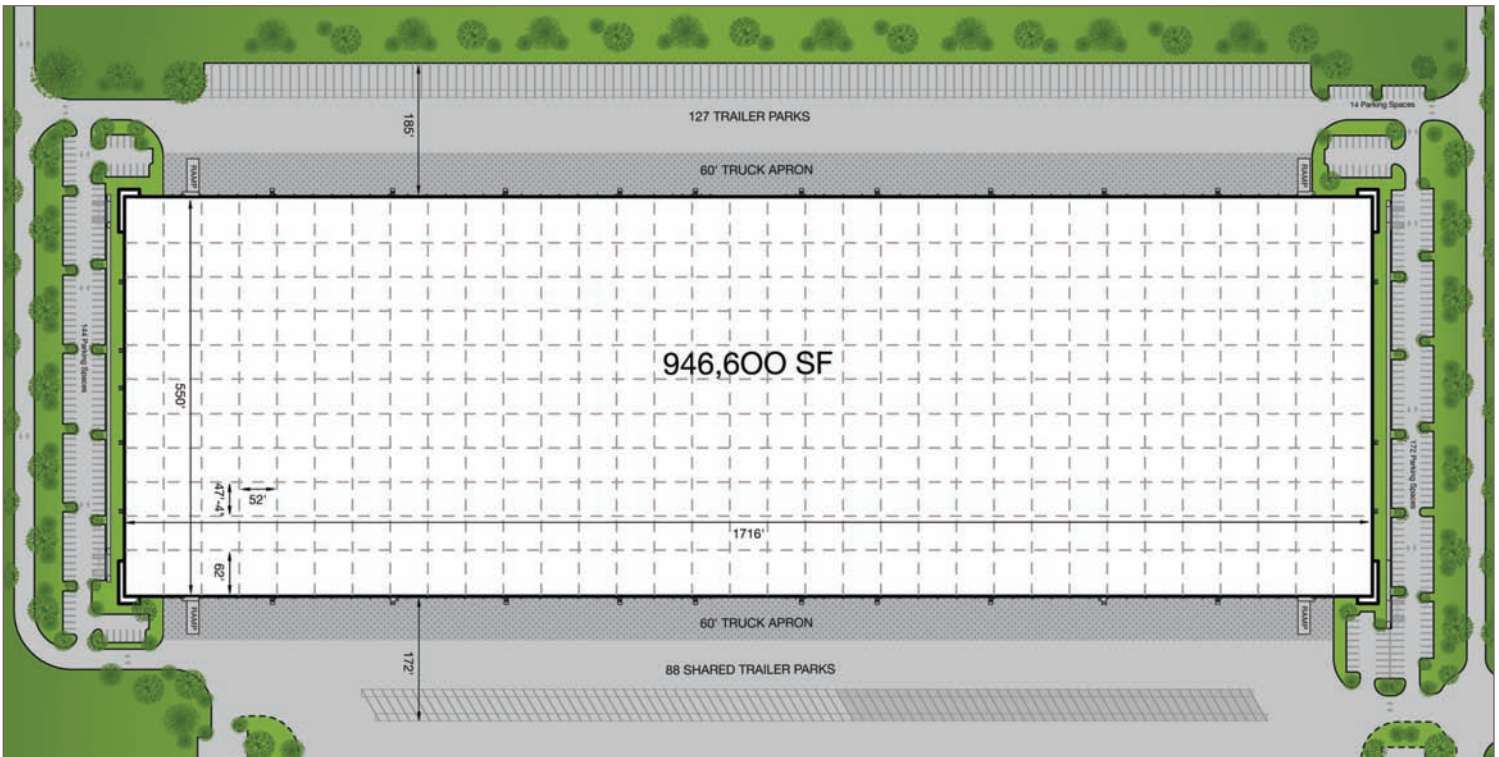 14 Parking Spaces
127 TRAILER PARKS
185'
60' TRUCK APRON
RAMP
RAMP
946,600 SF
144 Parking Spaces
550'
172 Parking Spaces
47'-4"
52'
1716'
62'
RAMP
60' TRUCK APRON
RAMP
172'
88 SHARED TRAILER PARKS